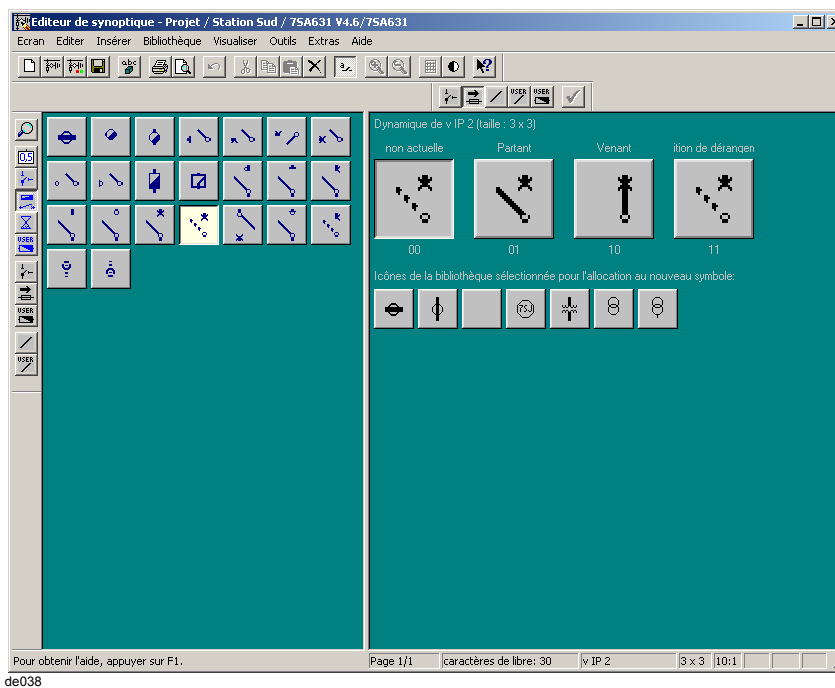 Editeur de synoptique - Projet / Station Sud / 7SA631 V4.6/7SA631
Ecran Editer Insérer Bibliothèque Visualiser Outils Extras Aide
abc
USER USER
0,5
USER
USER
USER
Dynamique de v IP 2 (taille : 3 x 3)
non actuelle Partant Venant ition de dérangen
00 01 10 11
Icônes de la bibliothèque sélectionnée pour l'allocation au nouveau symbole:
7SJ
Pour obtenir l'aide, appuyer sur F1. Page 1/1 caractères de libre: 30 v IP 2 3 x 3 10:1
de038